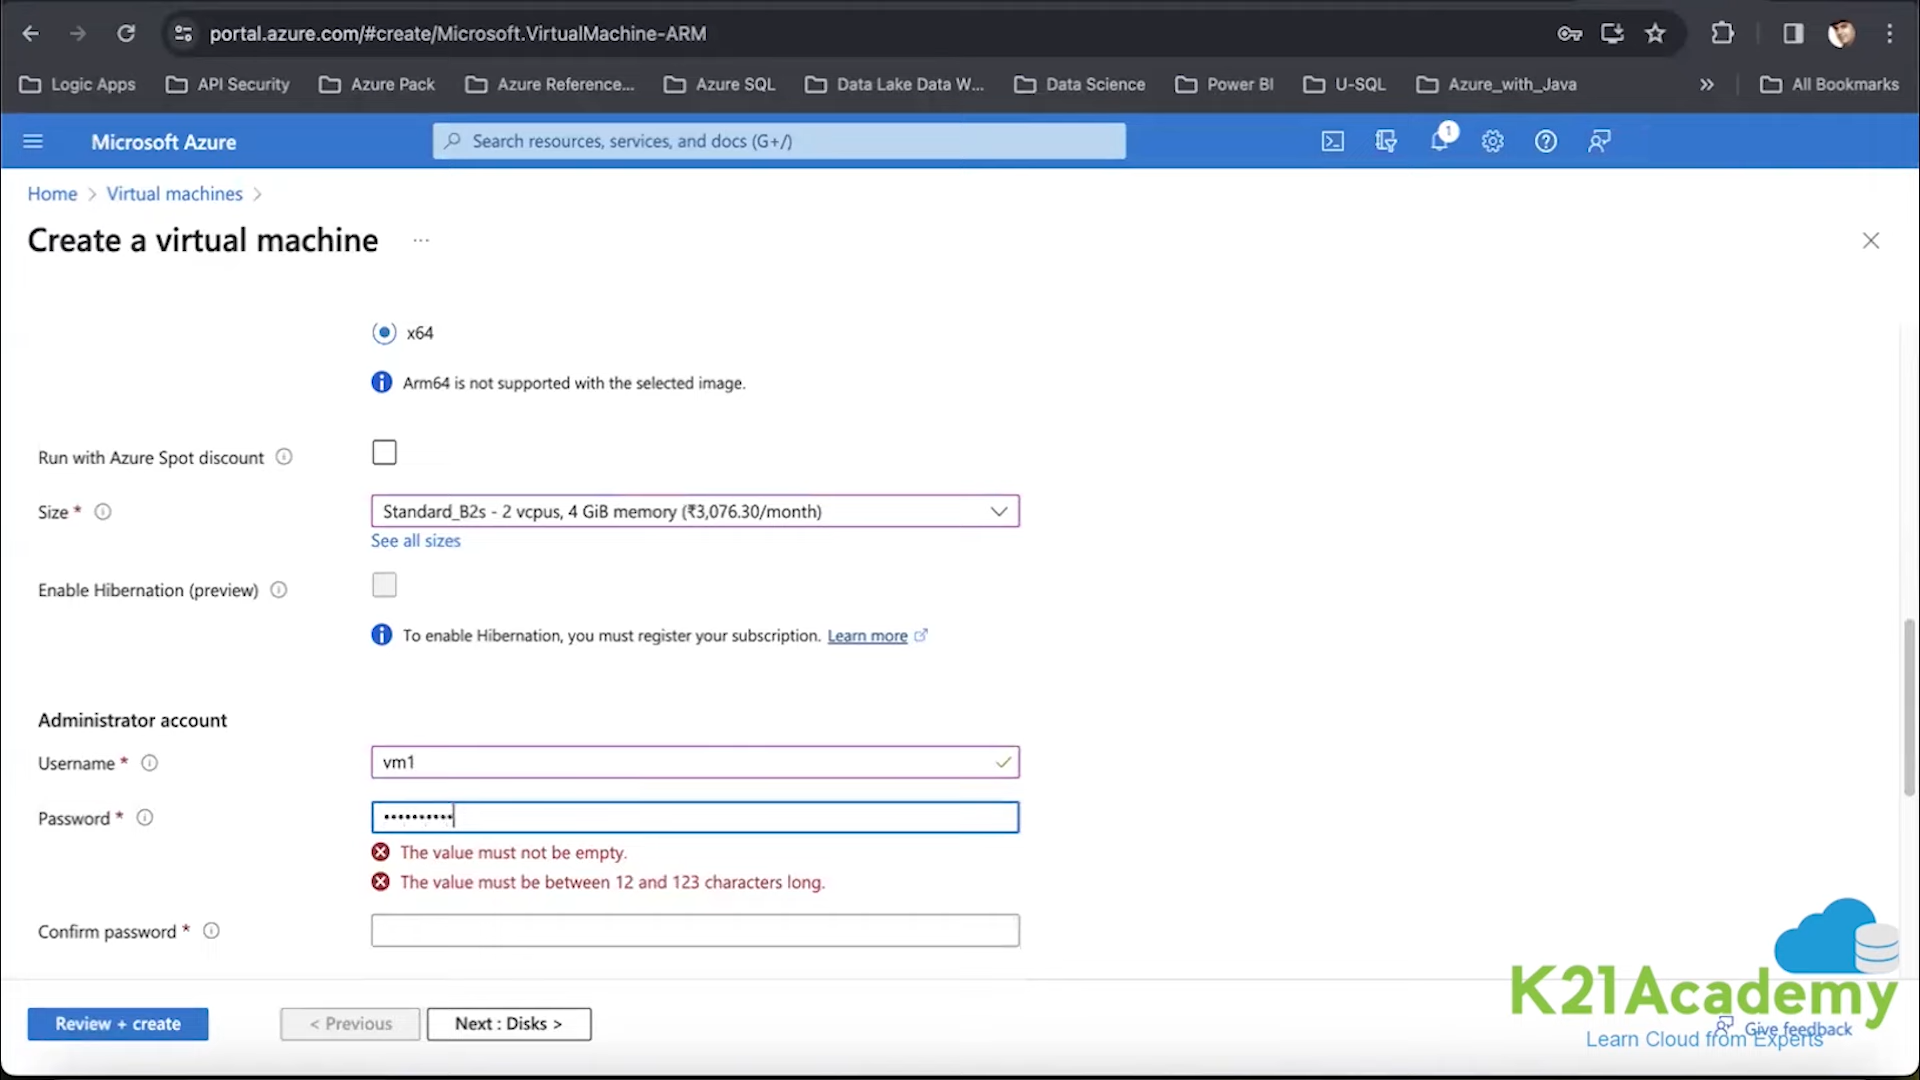 portal.azure.com/#create/Microsoft.VirtualMachine-ARM
Logic Apps API Security Azure Pack Azure Reference... Azure SQL Data Lake Data W... Data Science Power BI U-SQL Azure_with_Java » All Bookmarks
Microsoft Azure Search resources, services, and docs (G+/) 1
Home > Virtual machines >
Create a virtual machine ...
x64
Arm64 is not supported with the selected image.
Run with Azure Spot discount
Size * Standard_B2s - 2 vcpus, 4 GiB memory (₹3,076.30/month)
See all sizes
Enable Hibernation (preview)
To enable Hibernation, you must register your subscription. Learn more
Administrator account
Username * vm1
Password * ••••••••••
The value must not be empty.
The value must be between 12 and 123 characters long.
Confirm password *
Review + create < Previous Next : Disks >
K21Academy
Give feedback
Learn Cloud from Experts